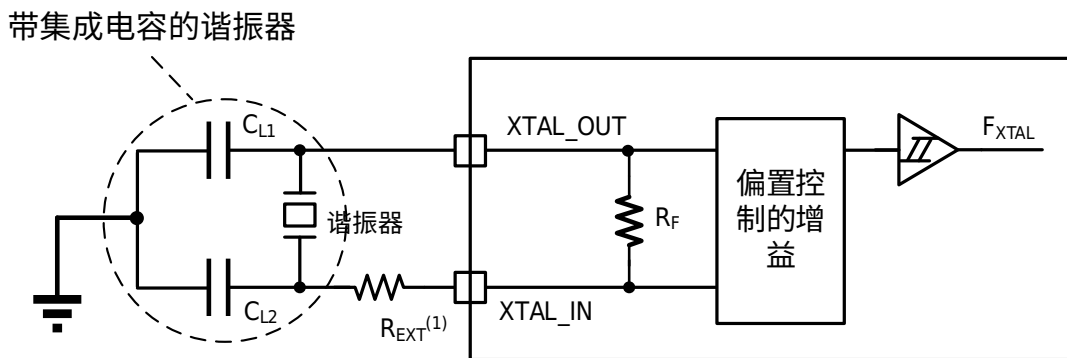 带集成电容的谐振器
CL1
XTAL_OUT
FXTAL
偏置控
制的增
益
RF
谐振器
CL2
REXT(1)
XTAL_IN